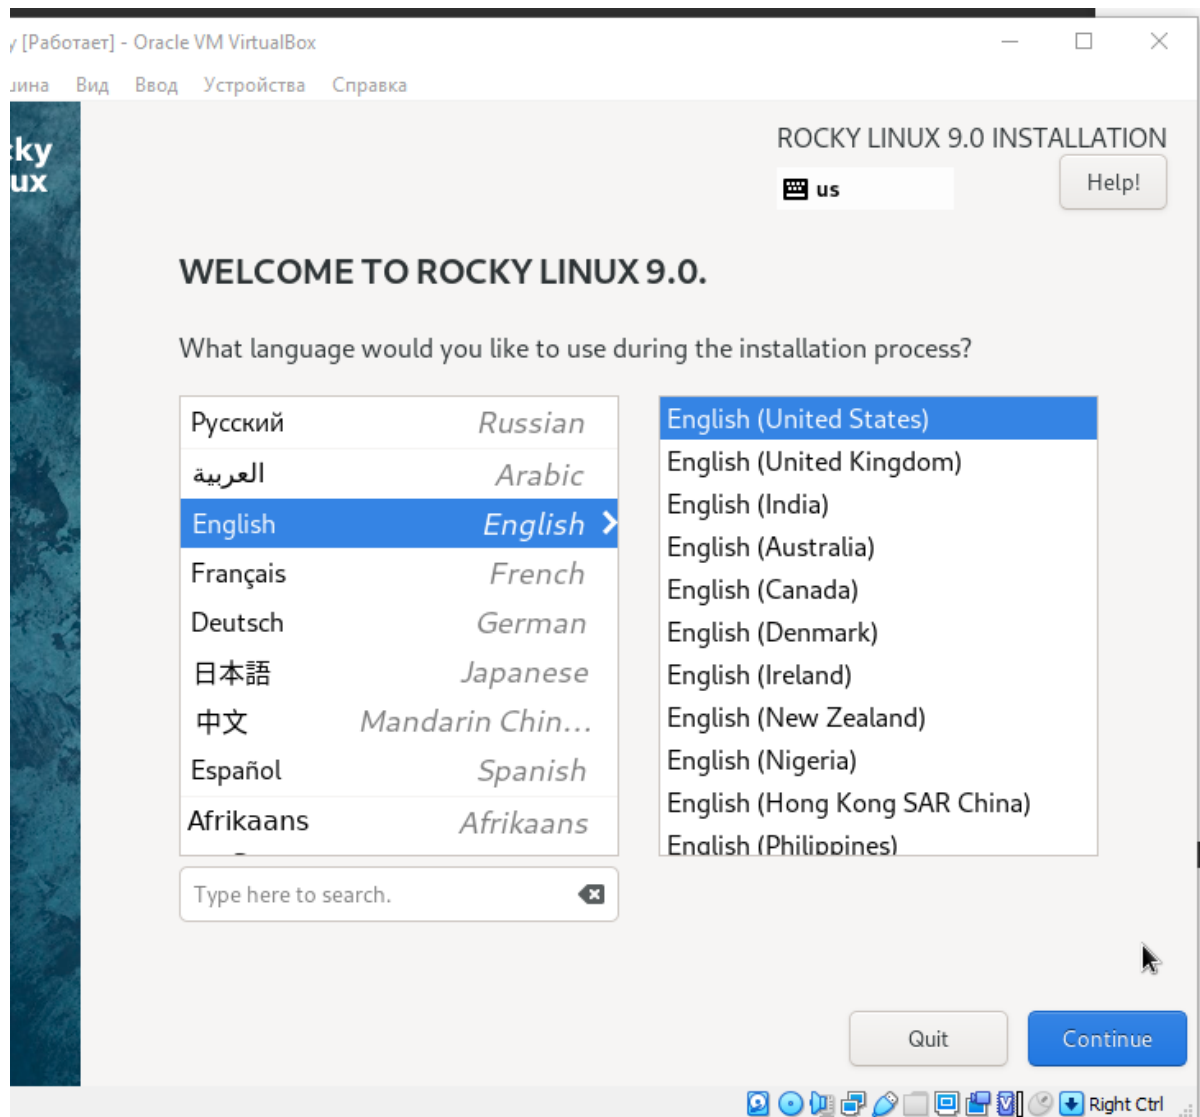 [Работает] - Oracle VM VirtualBox
Вид Ввод Устройства Справка
ROCKY LINUX 9.0 INSTALLATION
us
Help!
WELCOME TO ROCKY LINUX 9.0.
What language would you like to use during the installation process?
Русский Russian
العربية Arabic
English English
Français French
Deutsch German
日本語 Japanese
中文 Mandarin Chin...
Español Spanish
Afrikaans Afrikaans
English (United States)
English (United Kingdom)
English (India)
English (Australia)
English (Canada)
English (Denmark)
English (Ireland)
English (New Zealand)
English (Nigeria)
English (Hong Kong SAR China)
English (Philippines)
Type here to search.
Quit
Continue
Right Ctrl